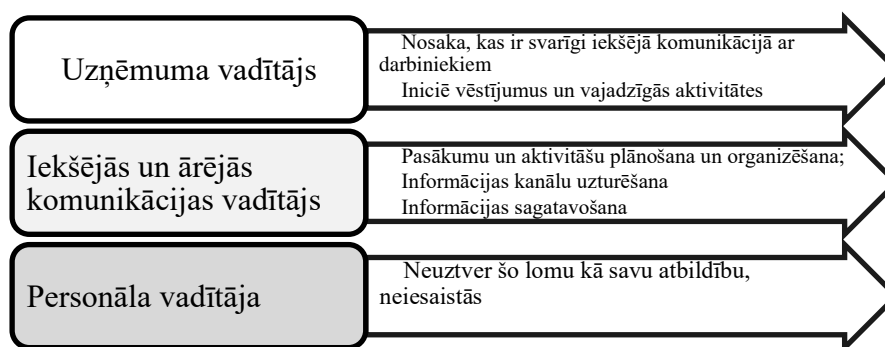 Uzņēmuma vadītājs
Nosaka, kas ir svarīgi iekšējā komunikācijā ar
darbiniekiem
Iniciē vēstījumus un vajadzīgās aktivitātes
Iekšējās un ārējās
komunikācijas vadītājs
Pasākumu un aktivitāšu plānošana un organizēšana;
Informācijas kanālu uzturēšana
Informācijas sagatavošana
Personāla vadītāja
Neuztver šo lomu kā savu atbildību,
neiesaistās